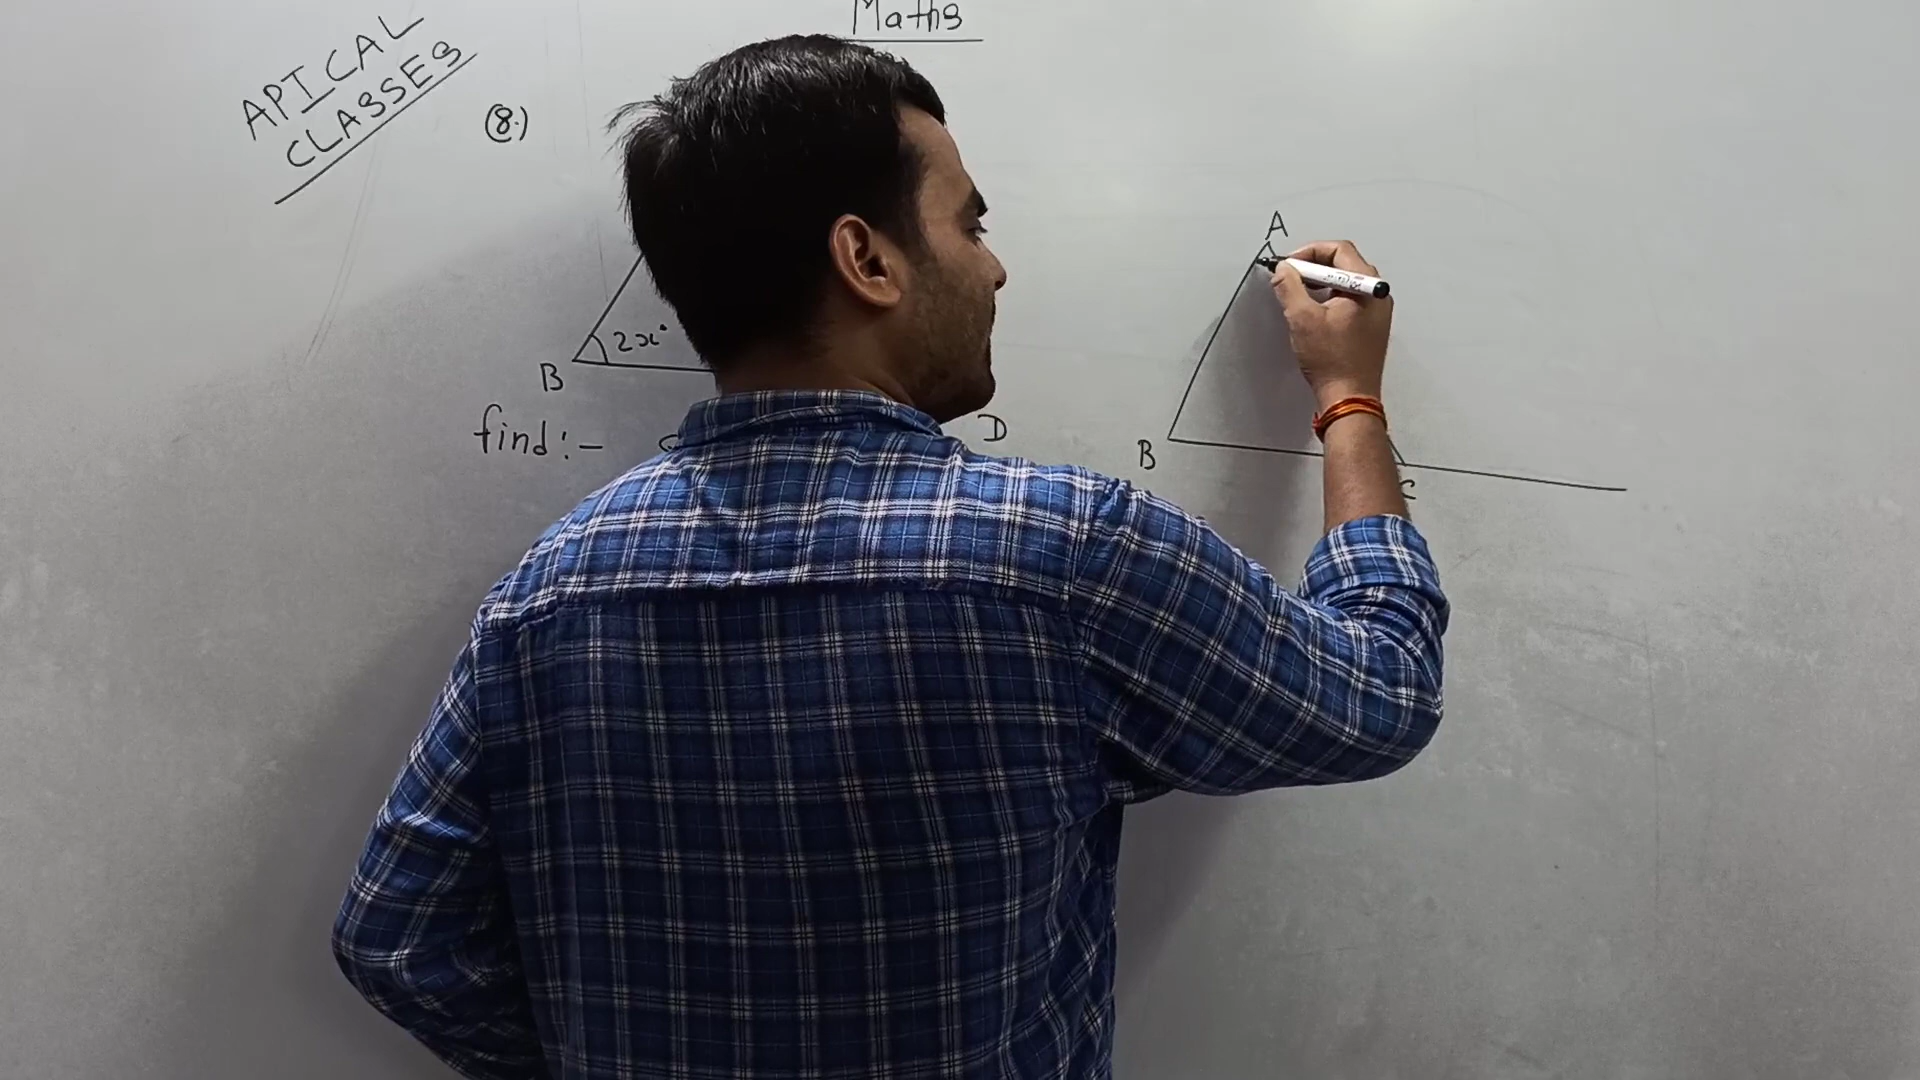 Maths
APICAL
CLASSES
(8.)
2x°
B
find:-
D
A
B
C